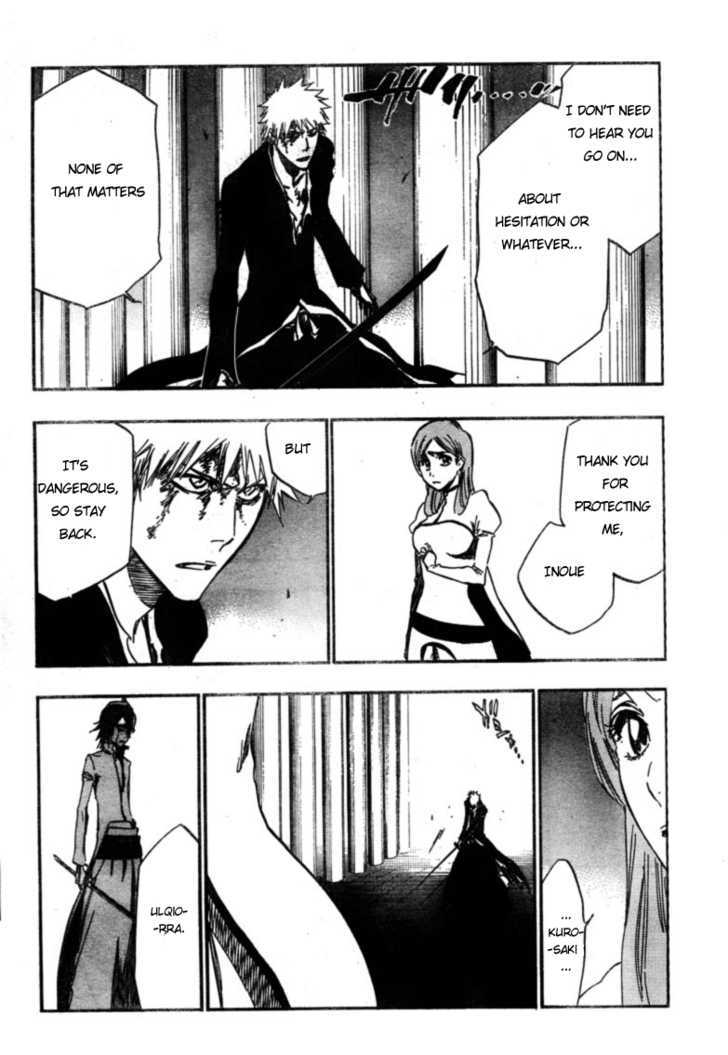 I DON'T NEED
TO HEAR YOU
GO ON...
ABOUT
HESITATION OR
WHATEVER...
NONE OF
THAT MATTERS
THANK YOU
FOR
PROTECTING
ME,
INOUE
BUT
IT'S
DANGEROUS,
SO STAY
BACK.
...
KURO-
-SAKI
...
ULQIO-
-RRA.